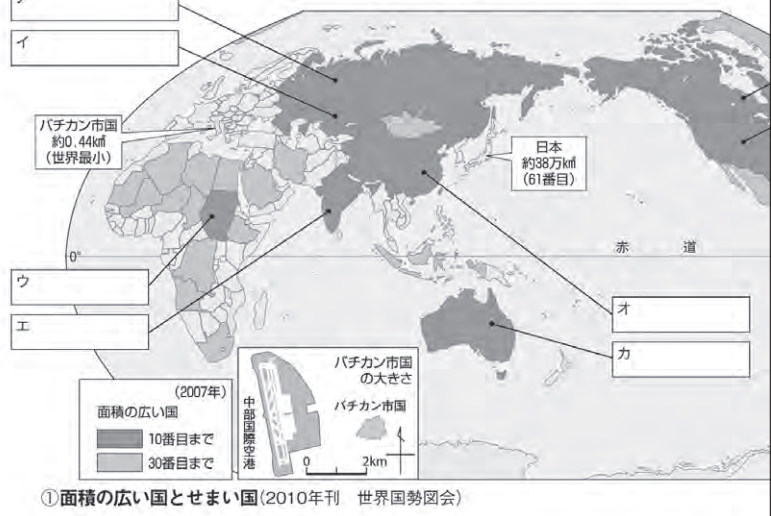 イ
バチカン市国
約0.44km²
(世界最小)
日本
約38万km²
(61番目)
0°
赤 道
ウ
エ
オ
カ
(2007年)
面積の広い国
10番目まで
30番目まで
バチカン市国
の大きさ
バチカン市国
中部国際空港
0 2km
①面積の広い国とせまい国(2010年刊 世界国勢図会)